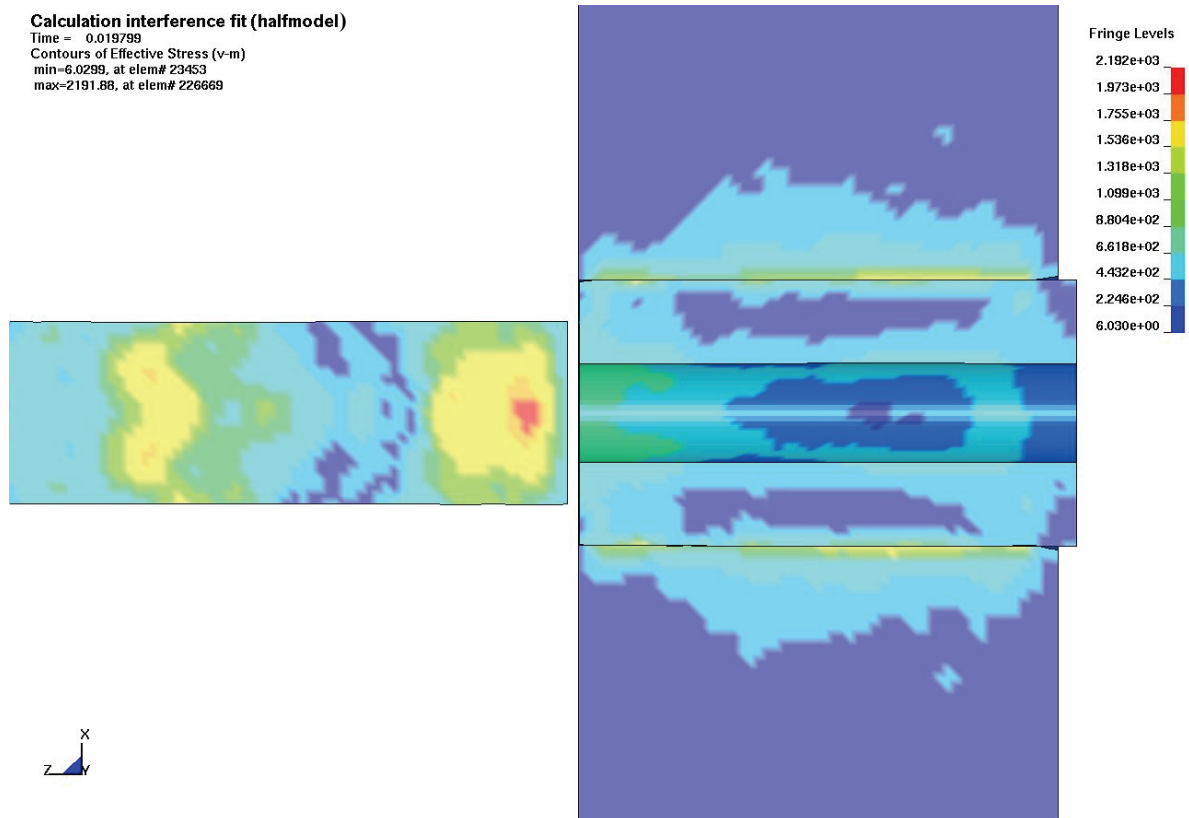 Calculation interference fit (halfmodel)
Time = 0.019799
Contours of Effective Stress (v-m)
min=6.0299, at elem# 23453
max=2191.88, at elem# 226669
Fringe Levels
2.192e+03
1.973e+03
1.755e+03
1.536e+03
1.318e+03
1.099e+03
8.804e+02
6.618e+02
4.432e+02
2.246e+02
6.030e+00
X
Z
Y